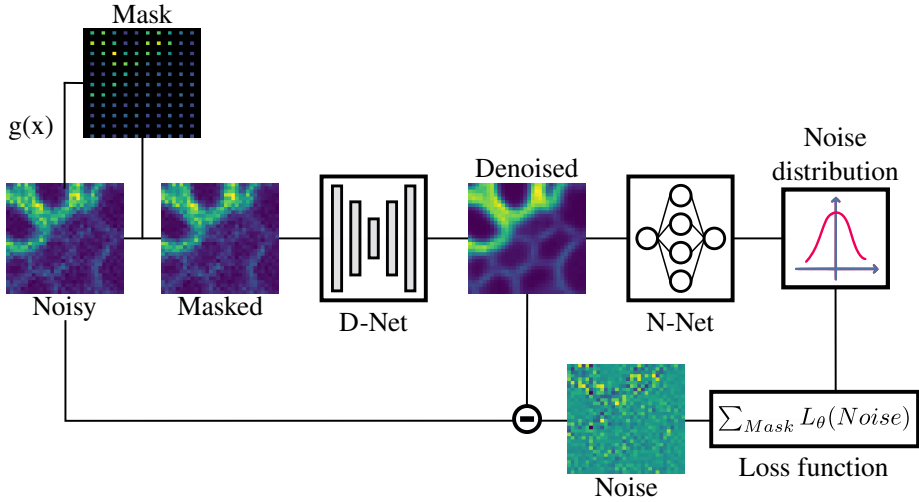 Mask
g(x)
Noisy
Masked
D-Net
Denoised
N-Net
Noise
distribution
Noise
∑_{Mask} L_θ(Noise)
Loss function